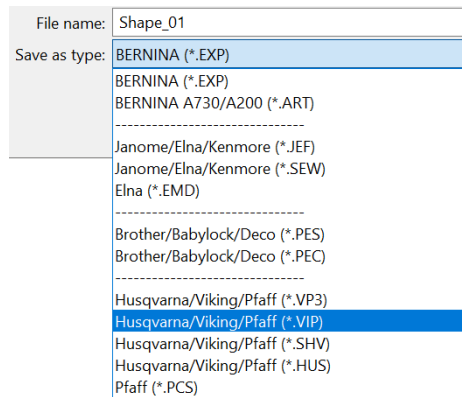 File name: Shape_01
Save as type: BERNINA (*.EXP)
BERNINA (*.EXP)
BERNINA A730/A200 (*.ART)
-------------------------------
Janome/Elna/Kenmore (*.JEF)
Janome/Elna/Kenmore (*.SEW)
Elna (*.EMD)
-------------------------------
Brother/Babylock/Deco (*.PES)
Brother/Babylock/Deco (*.PEC)
-------------------------------
Husqvarna/Viking/Pfaff (*.VP3)
Husqvarna/Viking/Pfaff (*.VIP)
Husqvarna/Viking/Pfaff (*.SHV)
Husqvarna/Viking/Pfaff (*.HUS)
Pfaff (*.PCS)